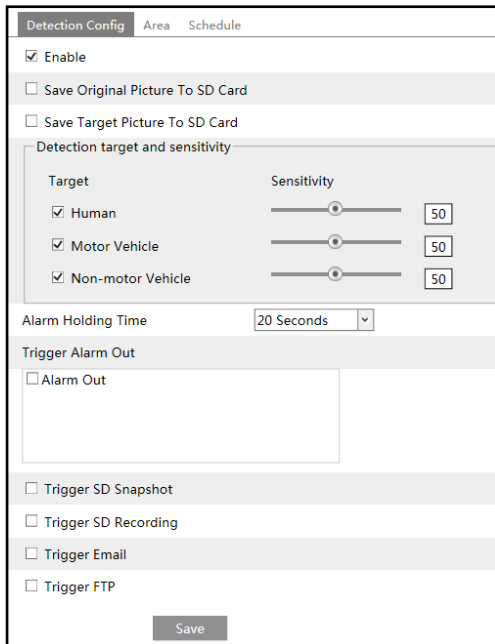 Detection Config Area Schedule
Enable
Save Original Picture To SD Card
Save Target Picture To SD Card
Detection target and sensitivity
Target Sensitivity
Human 50
Motor Vehicle 50
Non-motor Vehicle 50
Alarm Holding Time 20 Seconds
Trigger Alarm Out
Alarm Out
Trigger SD Snapshot
Trigger SD Recording
Trigger Email
Trigger FTP
Save